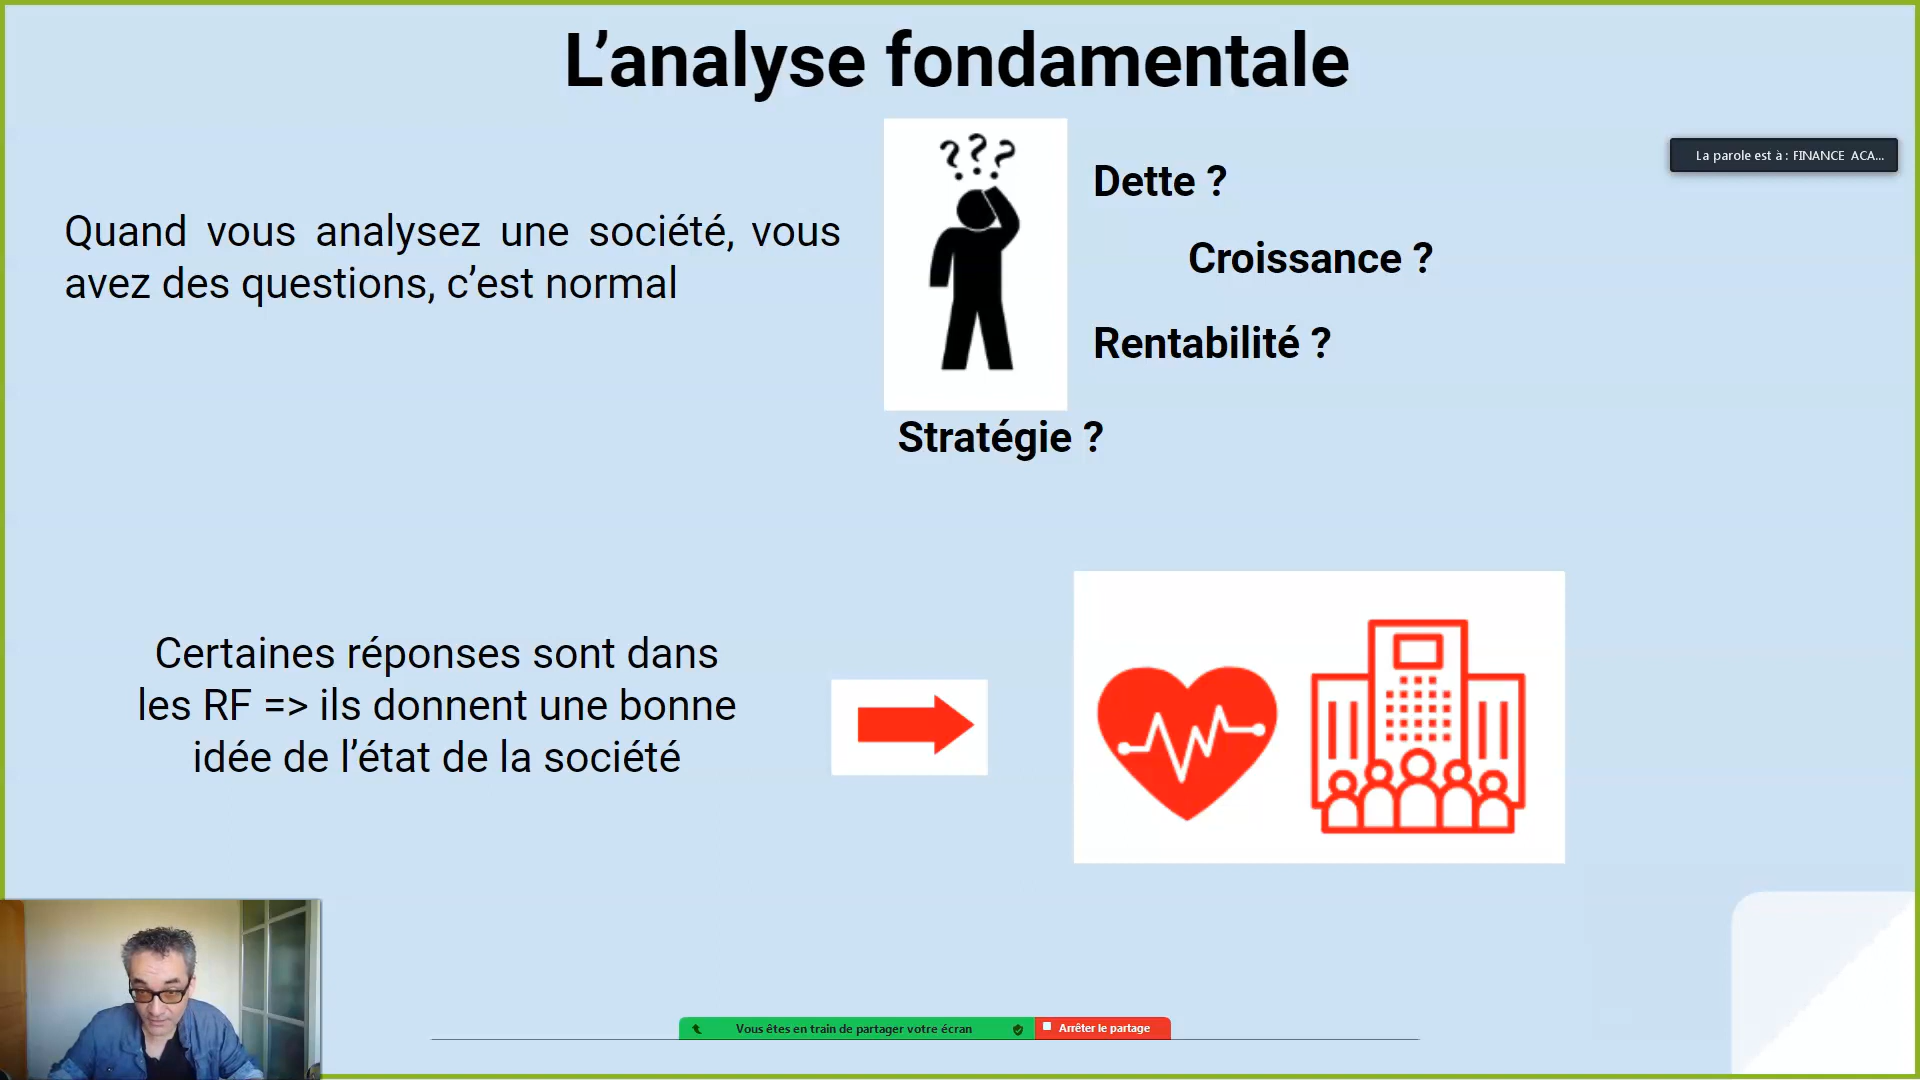 L’analyse fondamentale
? ? ?
Dette ?
La parole est à : FINANCE ACA...
Quand vous analysez une société, vous
avez des questions, c’est normal
Croissance ?
Rentabilité ?
Stratégie ?
Certaines réponses sont dans
les RF => ils donnent une bonne
idée de l’état de la société
Vous êtes en train de partager votre écran
Arrêter le partage